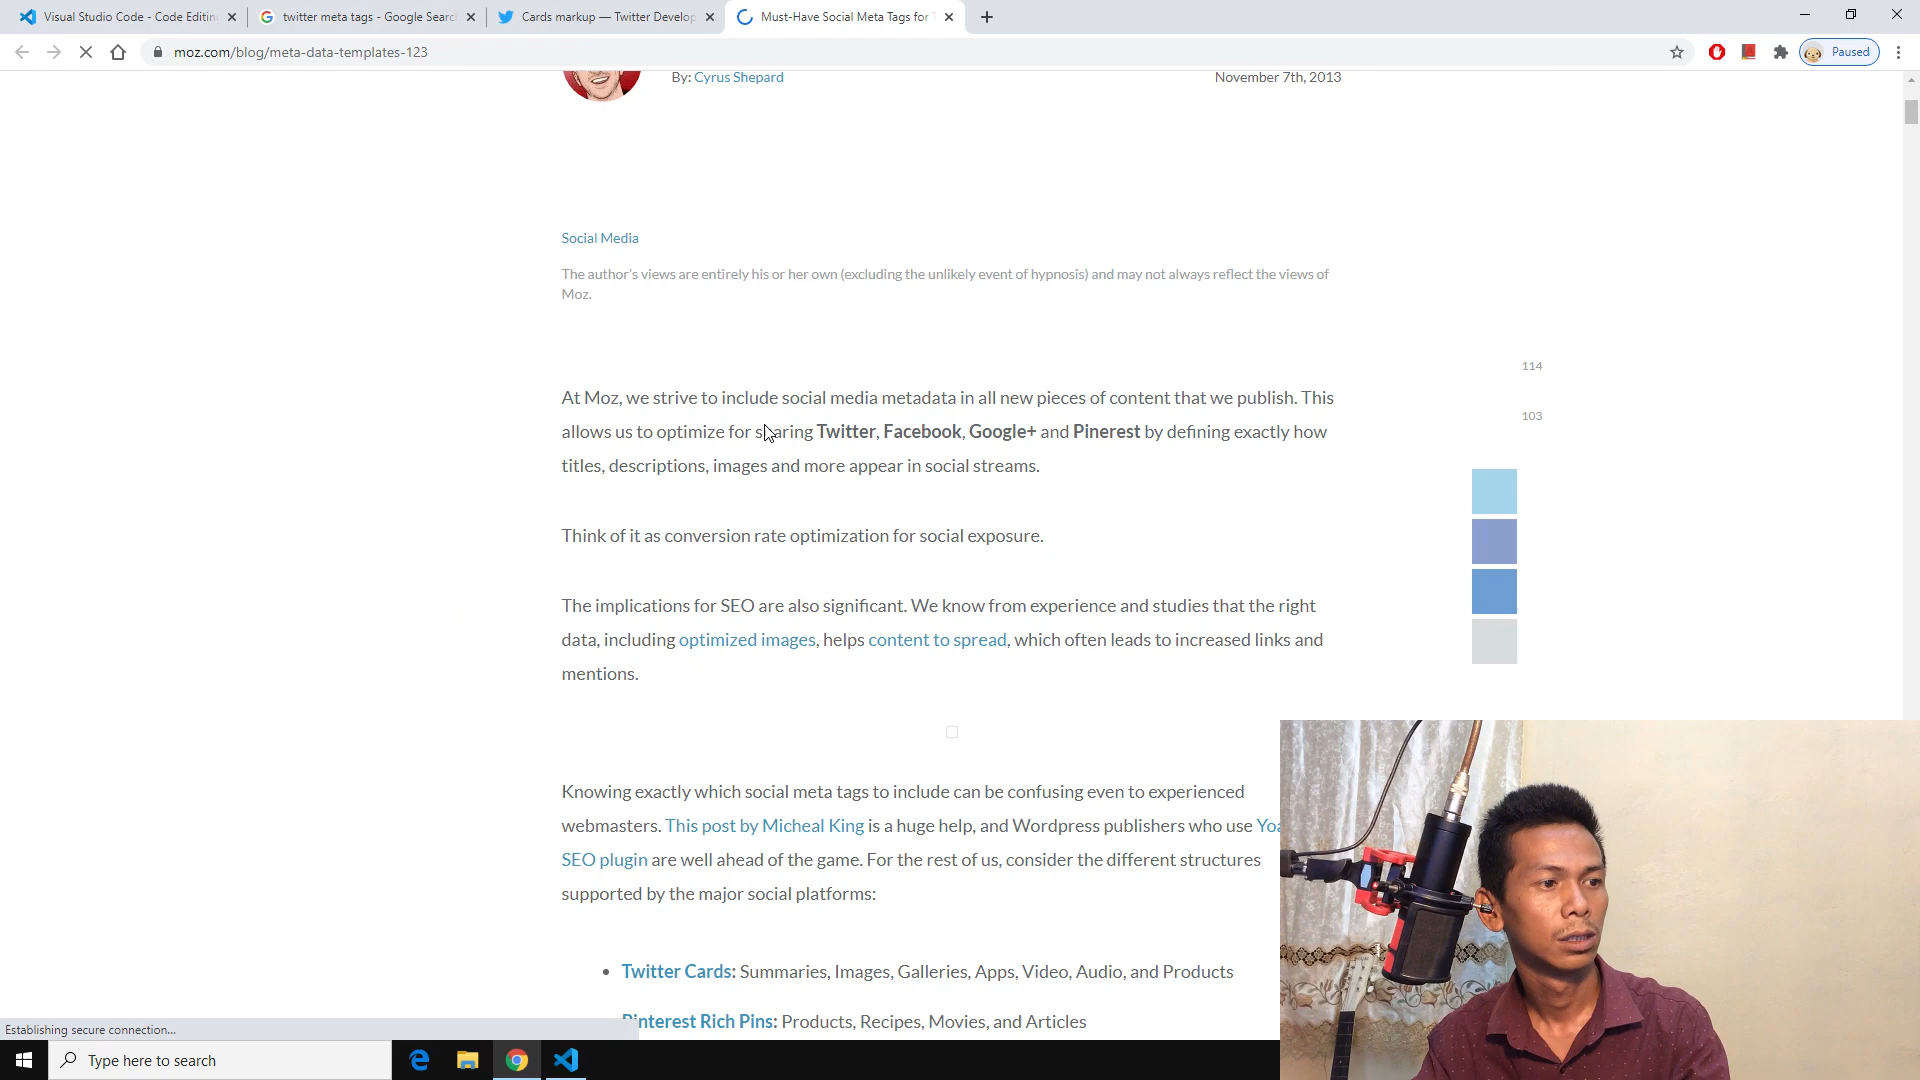 Visual Studio Code - Code Editin
twitter meta tags - Google Searc
Cards markup — Twitter Develop
Must-Have Social Meta Tags for T
moz.com/blog/meta-data-templates-123
Paused
By: Cyrus Shepard
November 7th, 2013
Social Media
The author's views are entirely his or her own (excluding the unlikely event of hypnosis) and may not always reflect the views of
Moz.
114
103
At Moz, we strive to include social media metadata in all new pieces of content that we publish. This
allows us to optimize for sharing Twitter, Facebook, Google+ and Pinerest by defining exactly how
titles, descriptions, images and more appear in social streams.
Think of it as conversion rate optimization for social exposure.
The implications for SEO are also significant. We know from experience and studies that the right
data, including optimized images, helps content to spread, which often leads to increased links and
mentions.
Knowing exactly which social meta tags to include can be confusing even to experienced
webmasters. This post by Micheal King is a huge help, and Wordpress publishers who use Yoa
SEO plugin are well ahead of the game. For the rest of us, consider the different structures
supported by the major social platforms:
• Twitter Cards: Summaries, Images, Galleries, Apps, Video, Audio, and Products
Pinterest Rich Pins: Products, Recipes, Movies, and Articles
Establishing secure connection...
Type here to search